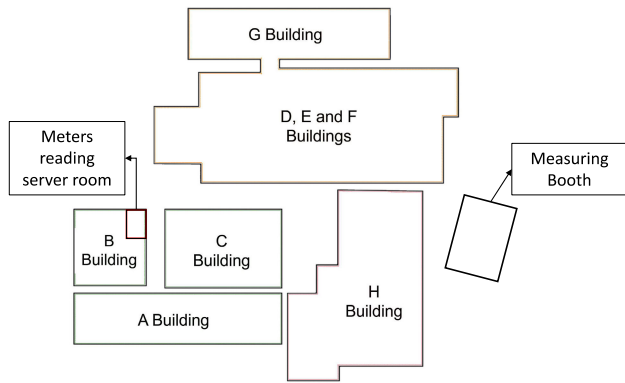 G Building
D, E and F
Buildings
Meters
reading
server room
Measuring
Booth
B
Building
C
Building
A Building
H
Building